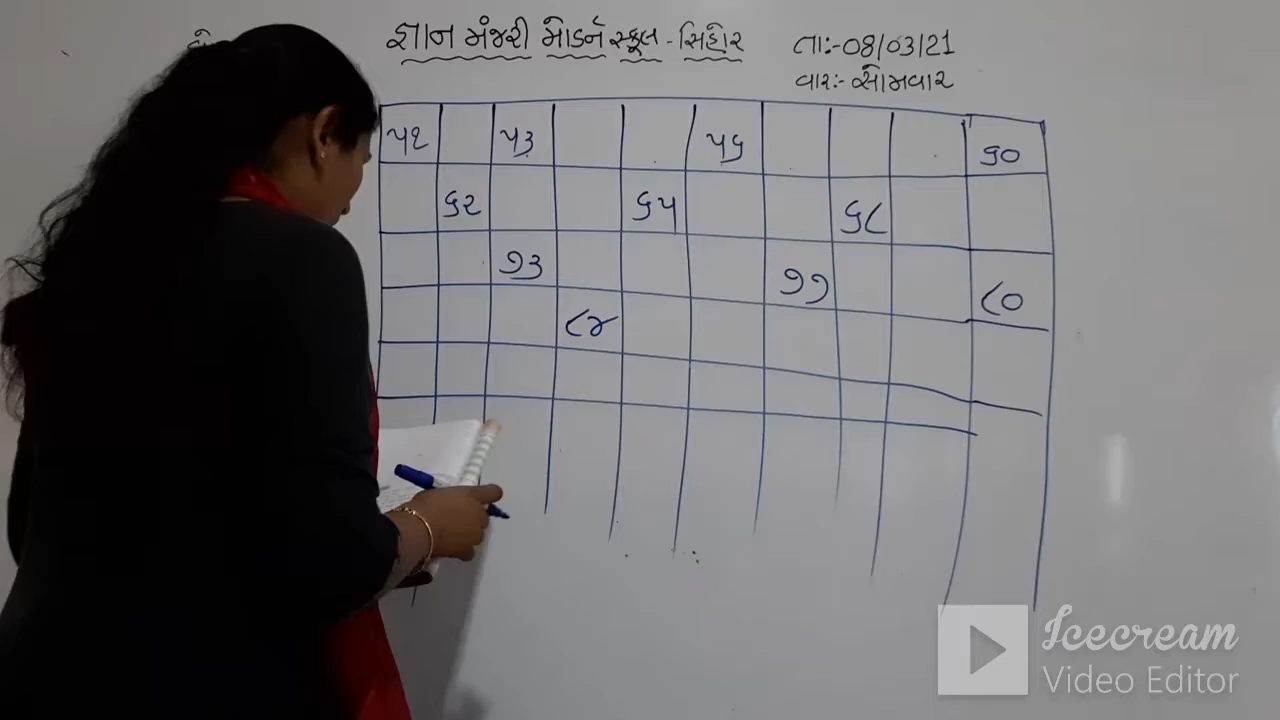 જ્ઞાન મંજરી મોડર્ન સ્કૂલ - સિહોર
તાઃ-08/03/21
વારઃ- સોમવાર
૫૧ ૫૩ ૫૬ ૬૦
૬૨ ૬૫ ૬૮
૭૩ ૭૭ ૮૦
૮૪
Icecream
Video Editor